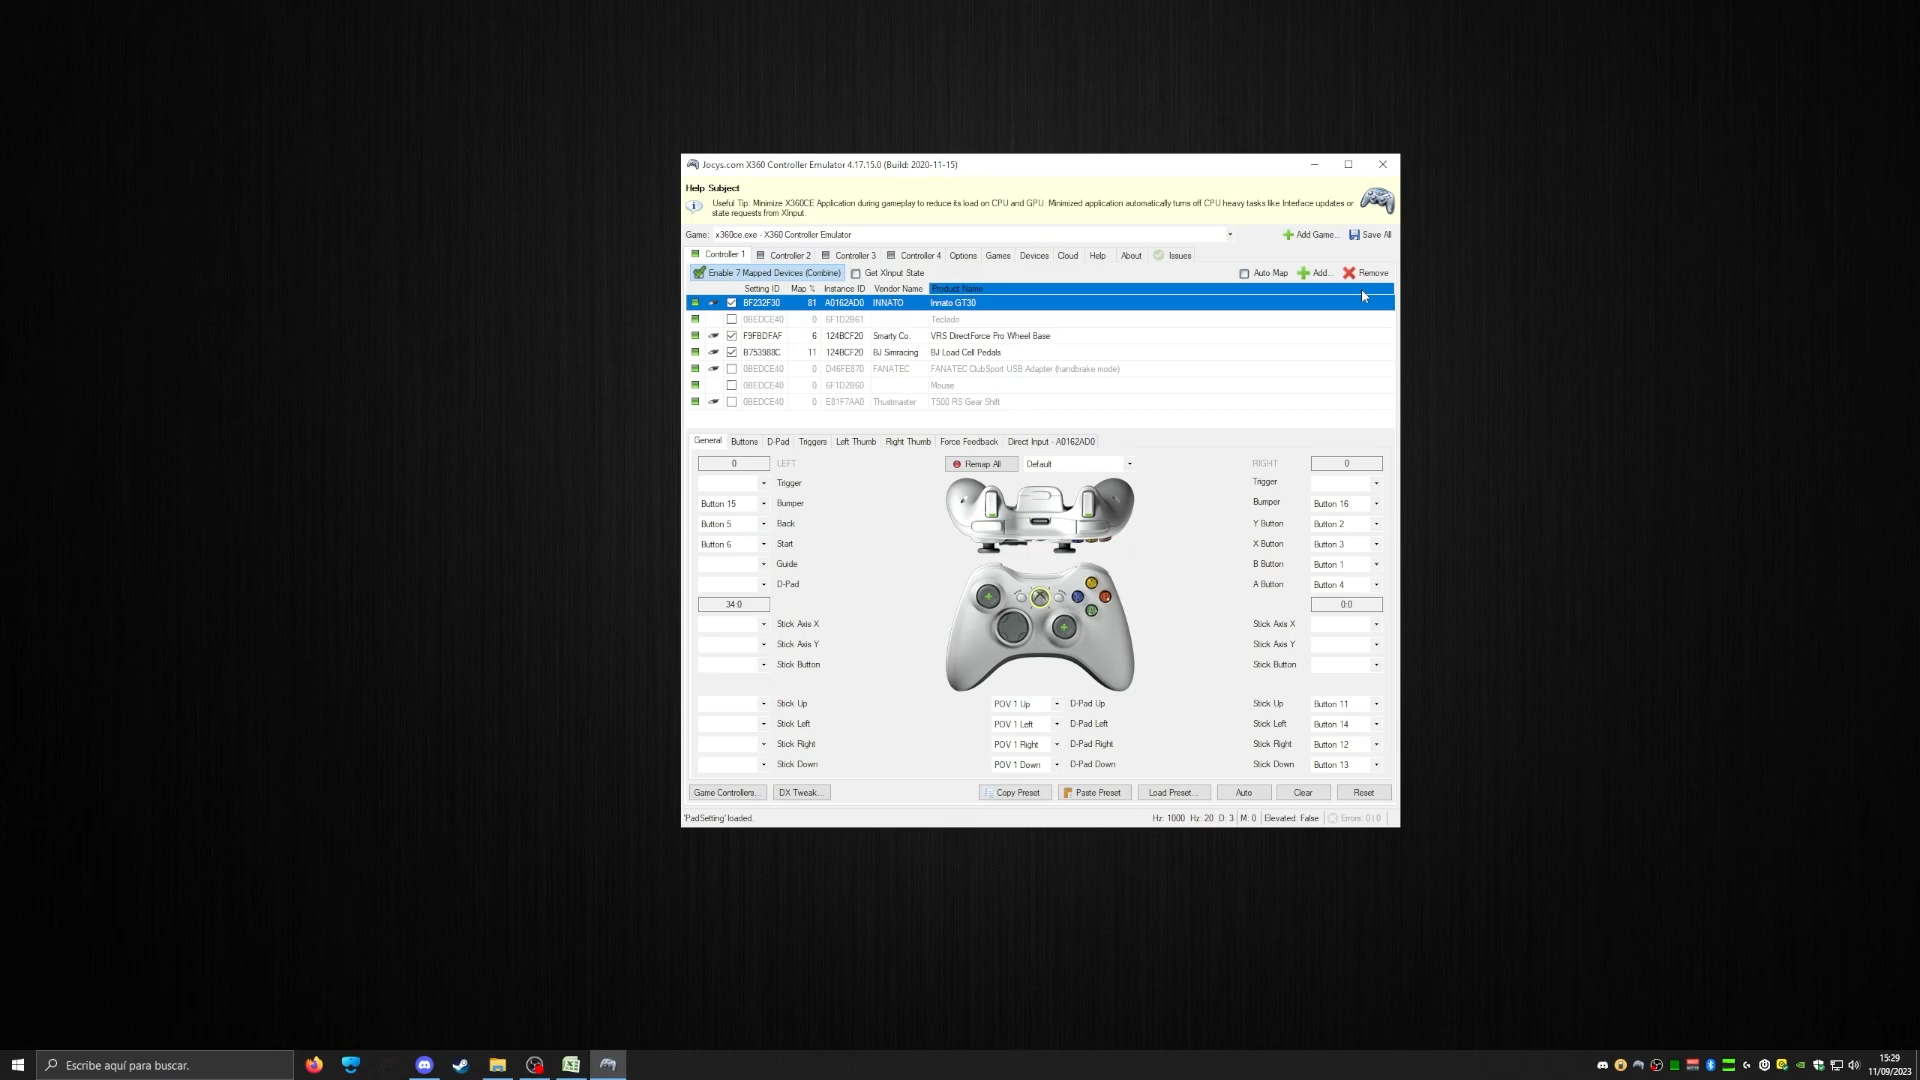 Jocys.com X360 Controller Emulator 4.17.15.0 (Build: 2020-11-15)
Help Subject
Useful Tip: Minimize X360CE Application during gameplay to reduce its load on CPU and GPU. Minimized application automatically turns off CPU heavy tasks like Interface updates or
state requests from XInput.
Game: x360ce.exe - X360 Controller Emulator Add Game... Save All
Controller 1 Controller 2 Controller 3 Controller 4 Options Games Devices Cloud Help About Issues
Enable 7 Mapped Devices (Combine) Get XInput State Auto Map Add... Remove
Setting ID Map % Instance ID Vendor Name Product Name
BF232F30 81 A0162AD0 INNATO Innato GT30
0BEDCE40 0 6F1D2B61 Teclado
F9FBDFAF 6 124BCF20 Smarty Co. VRS DirectForce Pro Wheel Base
B753988C 11 124BCF20 BJ Simracing BJ Load Cell Pedals
0BEDCE40 0 D46FE870 FANATEC FANATEC ClubSport USB Adapter (handbrake mode)
0BEDCE40 0 6F1D2B60 Mouse
0BEDCE40 0 E81F7AA0 Thustmaster T500 RS Gear Shift
General Buttons D-Pad Triggers Left Thumb Right Thumb Force Feedback Direct Input - A0162AD0
0 LEFT Remap All Default RIGHT 0
Trigger Trigger
Button 15 Bumper Bumper Button 16
Button 5 Back Y Button Button 2
Button 6 Start X Button Button 3
Guide B Button Button 1
D-Pad A Button Button 4
34:0 0:0
Stick Axis X Stick Axis X
Stick Axis Y Stick Axis Y
Stick Button Stick Button
Stick Up POV 1 Up D-Pad Up Stick Up Button 11
Stick Left POV 1 Left D-Pad Left Stick Left Button 14
Stick Right POV 1 Right D-Pad Right Stick Right Button 12
Stick Down POV 1 Down D-Pad Down Stick Down Button 13
Game Controllers... DX Tweak... Copy Preset Paste Preset Load Preset... Auto Clear Reset
'PadSetting' loaded. Hz: 1000 Hz: 20 D: 3 M: 0 Elevated: False Errors: 0 | 0
Escribe aquí para buscar.
15:29
11/09/2023